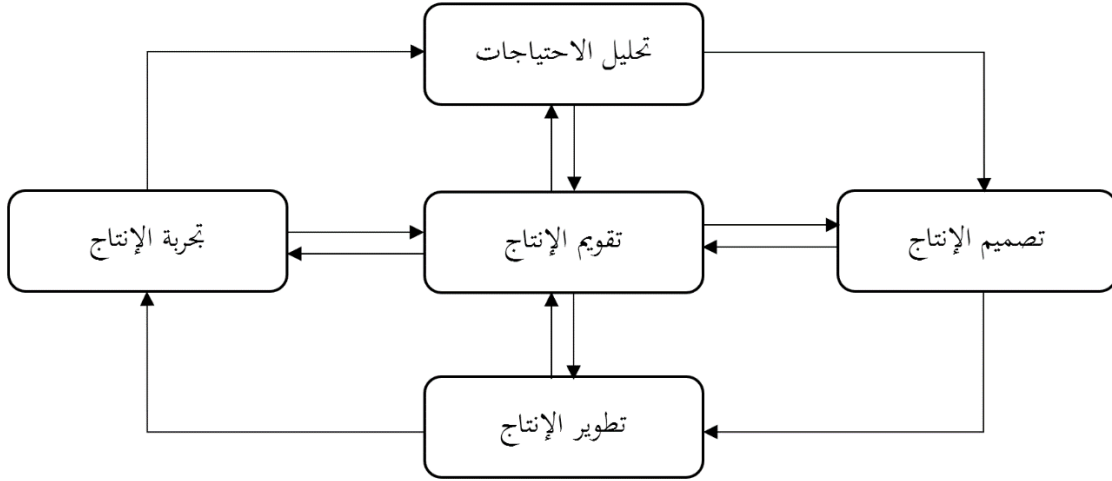 تحليل الاحتياجات
تصميم الإنتاج
تقويم الإنتاج
تجربة الإنتاج
تطوير الإنتاج